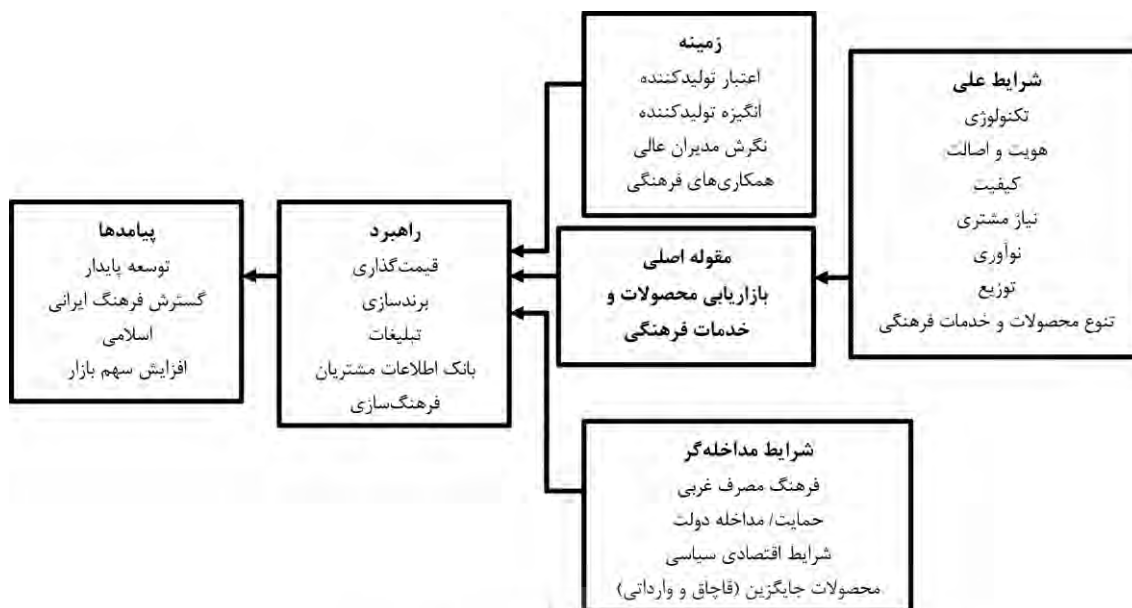 شرایط علی
تکنولوژی
هویت و اصالت
کیفیت
نیاز مشتری
نوآوری
توزیع
تنوع محصولات و خدمات فرهنگی
زمینه
اعتبار تولیدکننده
انگیزه تولیدکننده
نگرش مدیران عالی
همکاری‌های فرهنگی
مقوله اصلی
بازاریابی محصولات و
خدمات فرهنگی
شرایط مداخله‌گر
فرهنگ مصرف غربی
حمایت/ مداخله دولت
شرایط اقتصادی سیاسی
محصولات جایگزین (قاچاق و وارداتی)
راهبرد
قیمت‌گذاری
برندسازی
تبلیغات
بانک اطلاعات مشتریان
فرهنگ‌سازی
پیامدها
توسعه پایدار
گسترش فرهنگ ایرانی
اسلامی
افزایش سهم بازار